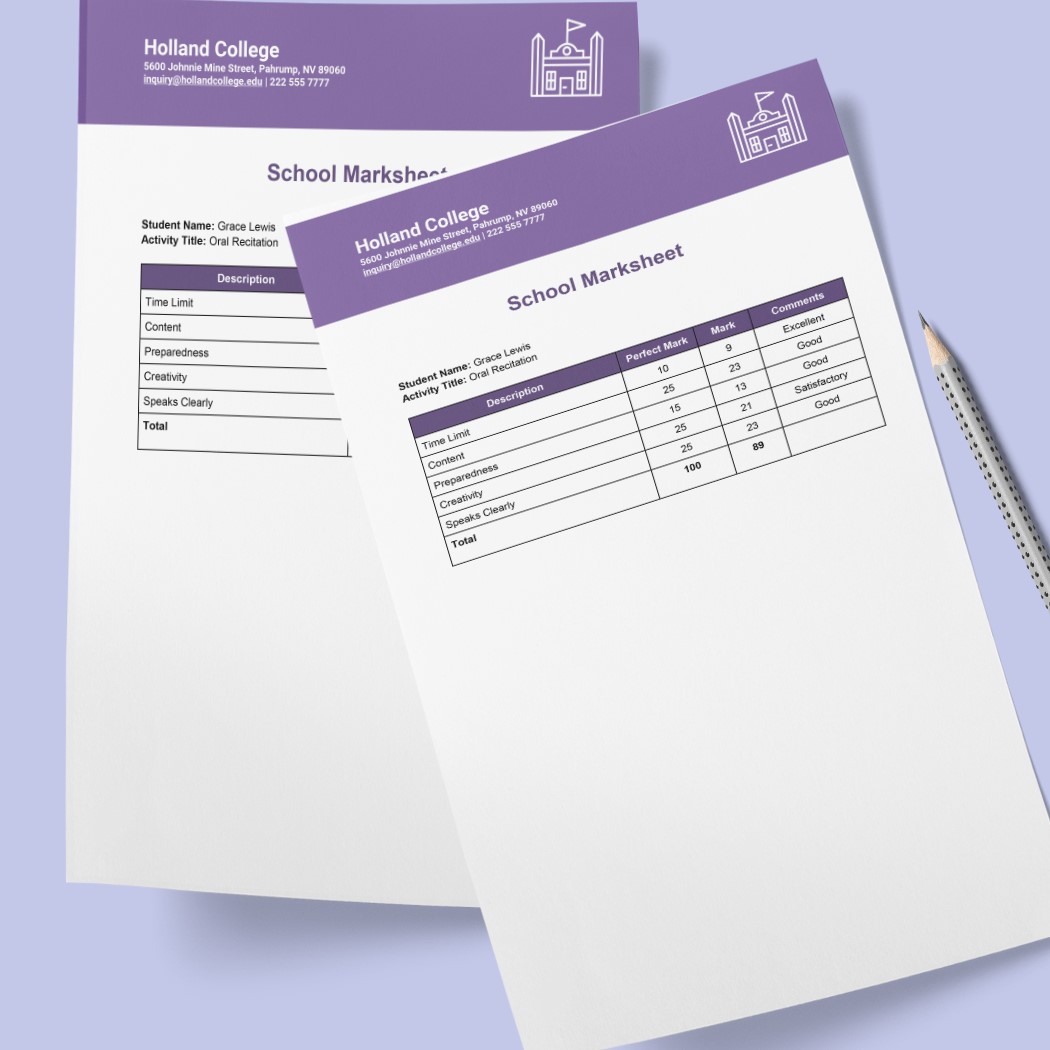 Holland College
5600 Johnnie Mine Street, Pahrump, NV 89060
inquiry@hollandcollege.edu | 222 555 7777
School Marksheet
Student Name: Grace Lewis
Activity Title: Oral Recitation
Description
Time Limit
Content
Preparedness
Creativity
Speaks Clearly
Total
Holland College
5600 Johnnie Mine Street, Pahrump, NV 89060
inquiry@hollandcollege.edu | 222 555 7777
School Marksheet
Student Name: Grace Lewis
Activity Title: Oral Recitation
Description Perfect Mark Mark Comments
Time Limit 10 9 Excellent
Content 25 23 Good
Preparedness 15 13 Good
Creativity 25 21 Satisfactory
Speaks Clearly 25 23 Good
Total 100 89